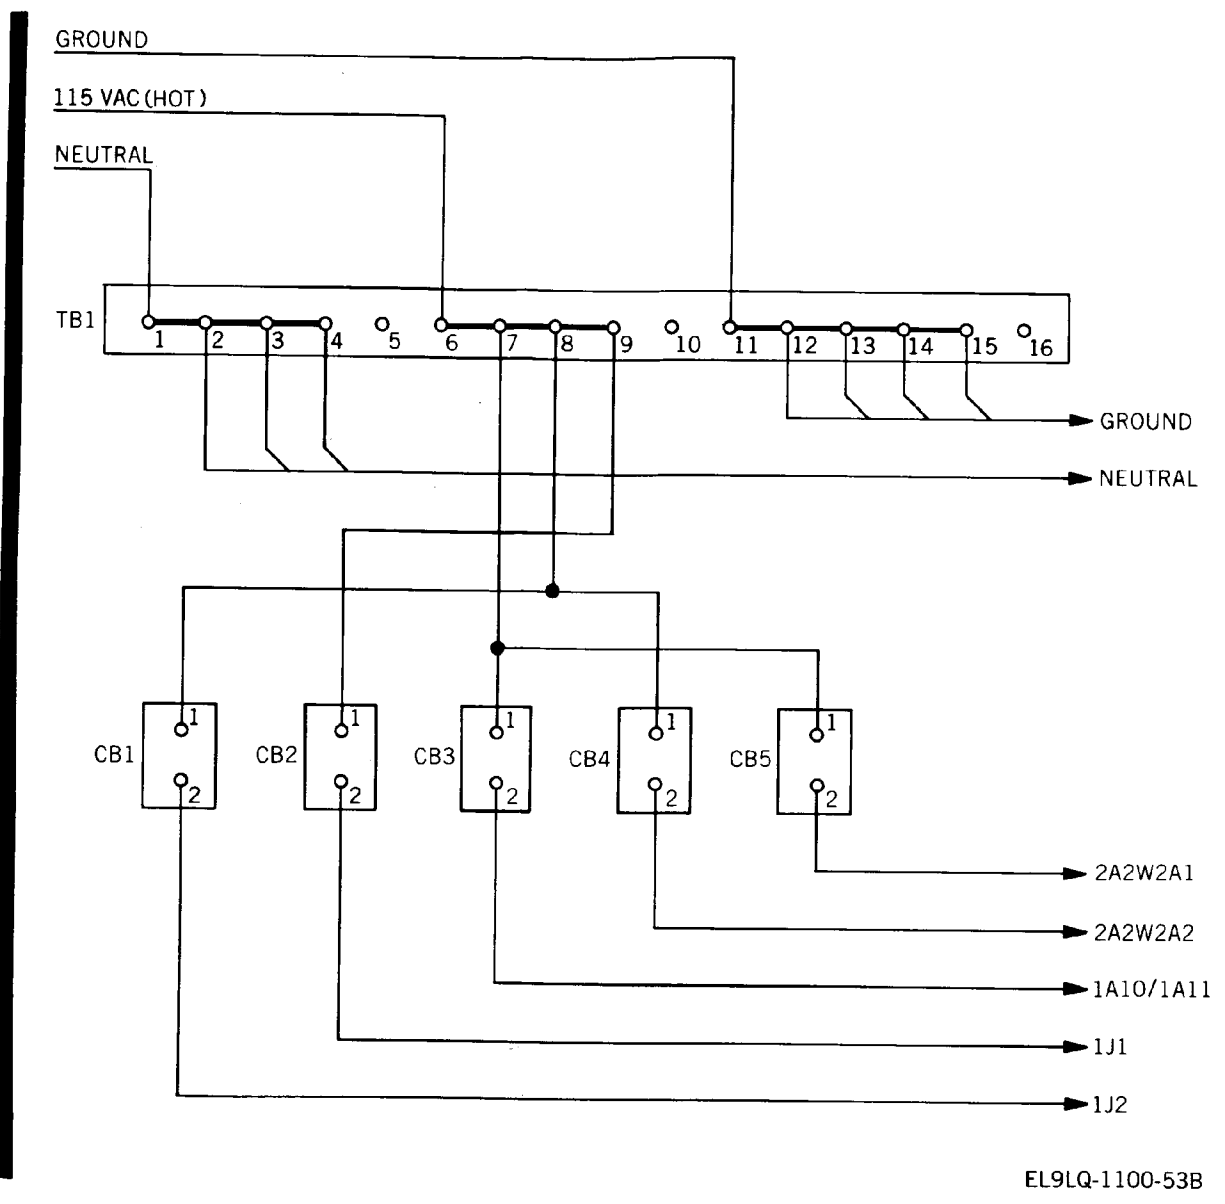 GROUND
115 VAC (HOT)
NEUTRAL
TB1
1 2 3 4 5 6 7 8 9 10 11 12 13 14 15 16
GROUND
NEUTRAL
1 1 1 1 1
CB1 CB2 CB3 CB4 CB5
2 2 2 2 2
2A2W2A1
2A2W2A2
1A10/1A11
1J1
1J2
EL9LQ-1100-53B